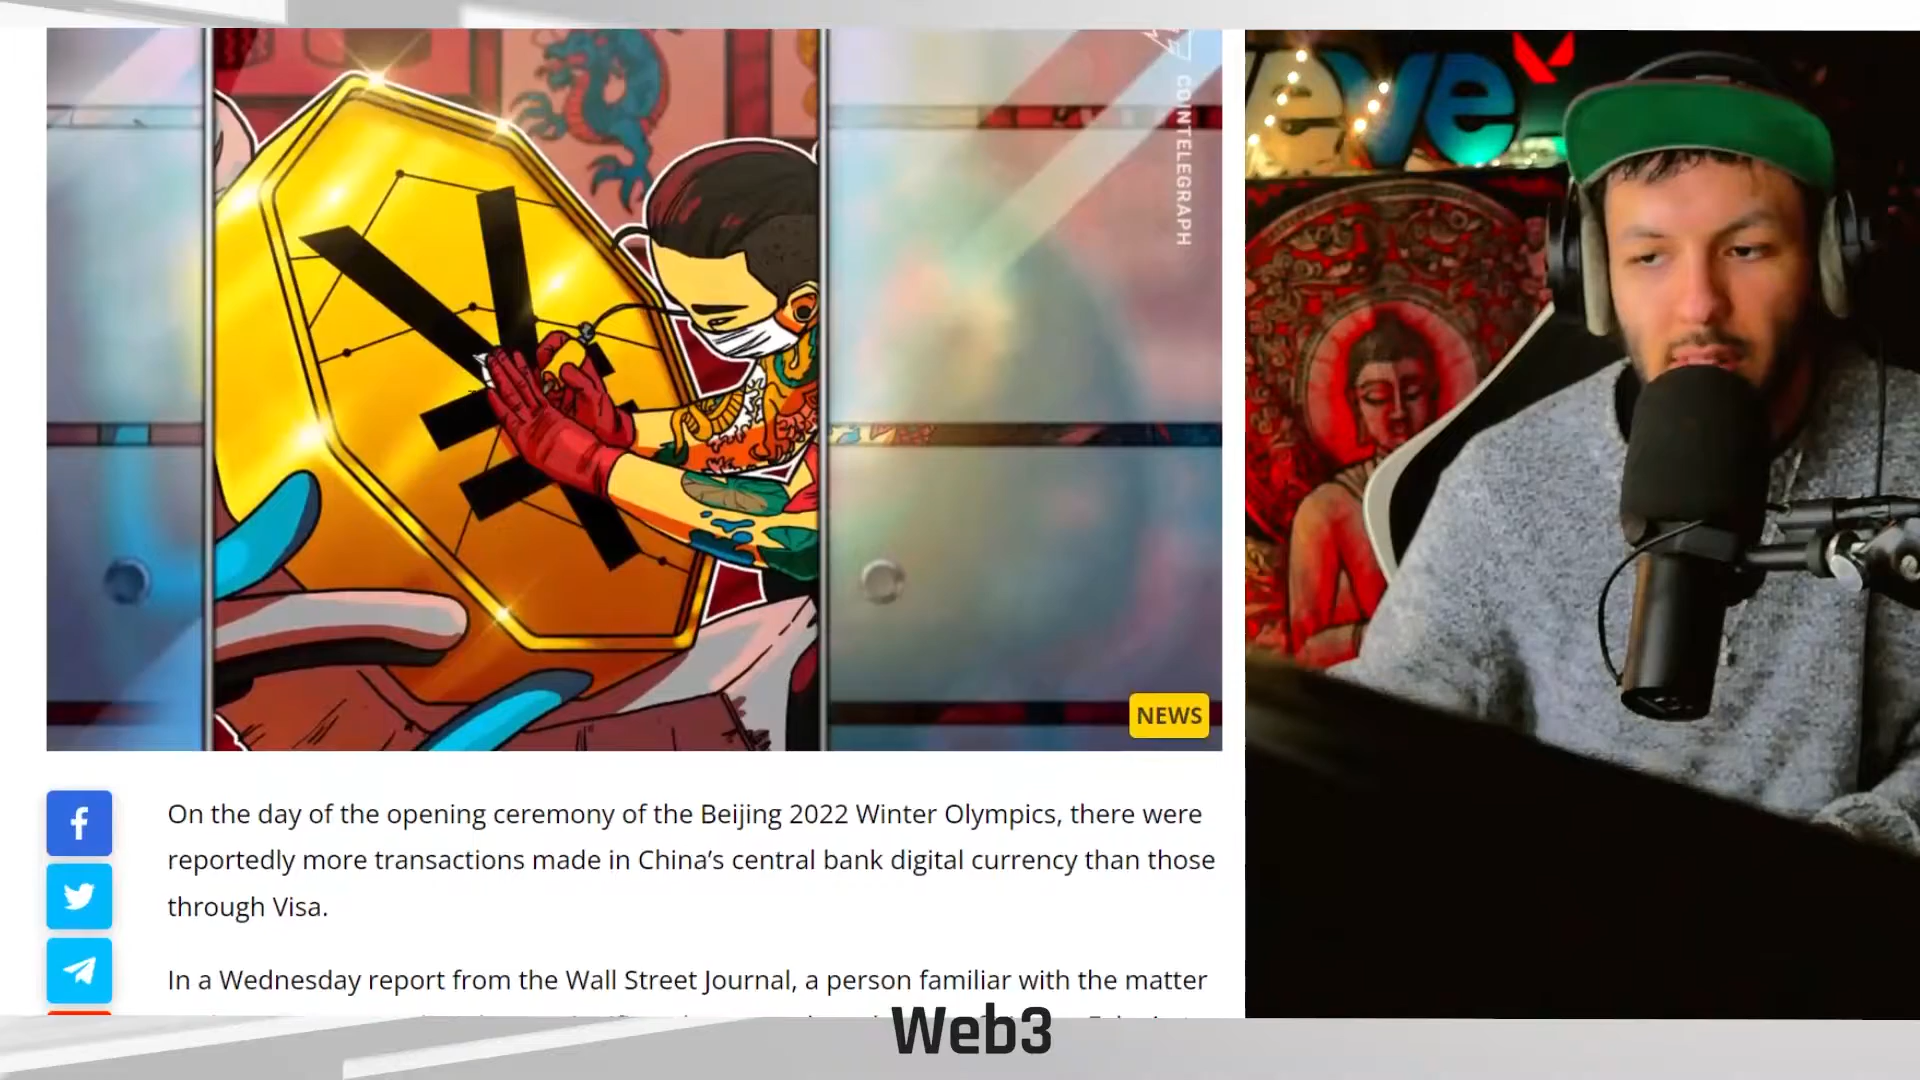 COINTELEGRAPH
eve
NEWS
On the day of the opening ceremony of the Beijing 2022 Winter Olympics, there were
reportedly more transactions made in China’s central bank digital currency than those
through Visa.
In a Wednesday report from the Wall Street Journal, a person familiar with the matter
Web3